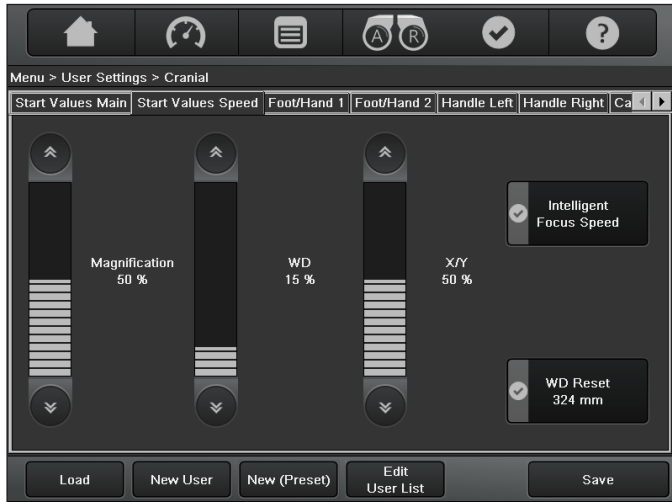 A R ?
Menu > User Settings > Cranial
Start Values Main Start Values Speed Foot/Hand 1 Foot/Hand 2 Handle Left Handle Right Ca
Magnification
50 %
WD
15 %
X/Y
50 %
Intelligent
Focus Speed
WD Reset
324 mm
Load New User New (Preset) Edit
User List
Save